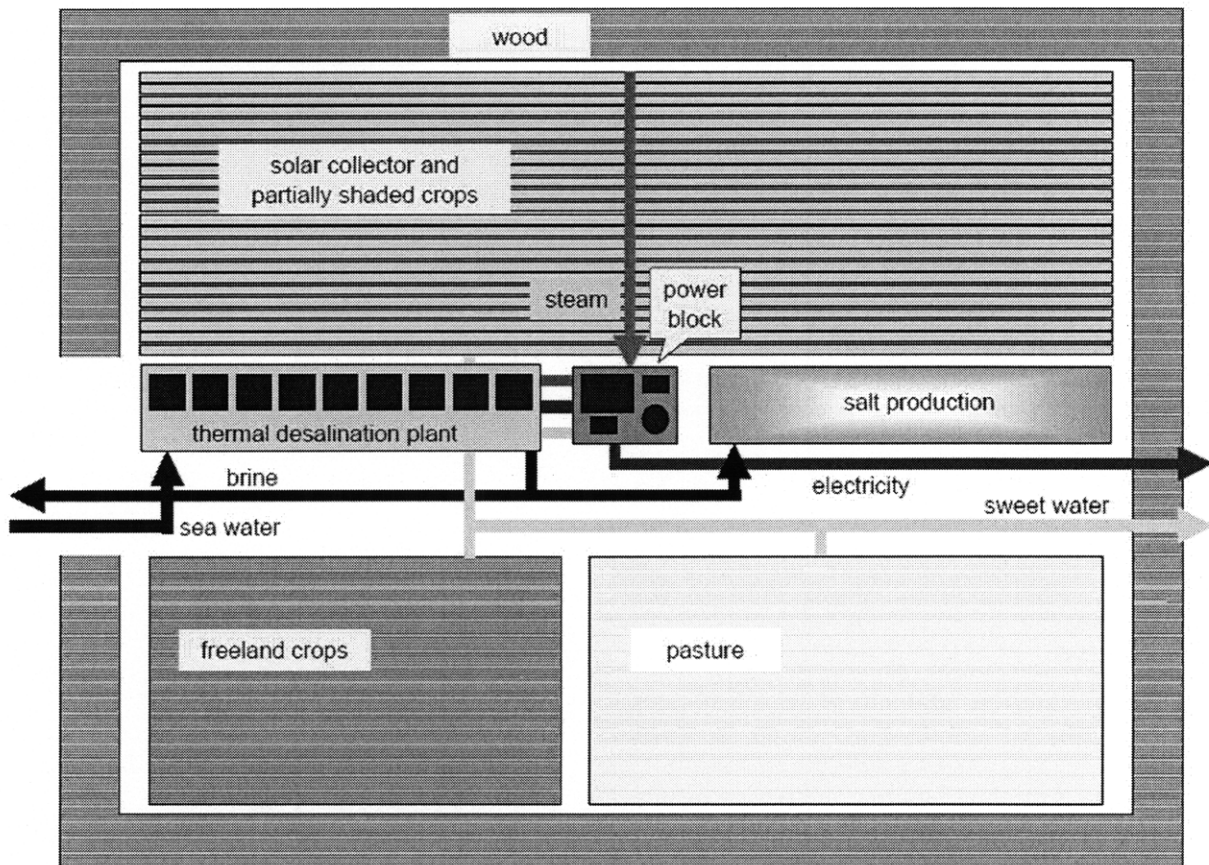 wood
solar collector and
partially shaded crops
steam
power
block
thermal desalination plant
salt production
brine
electricity
sea water
sweet water
freeland crops
pasture